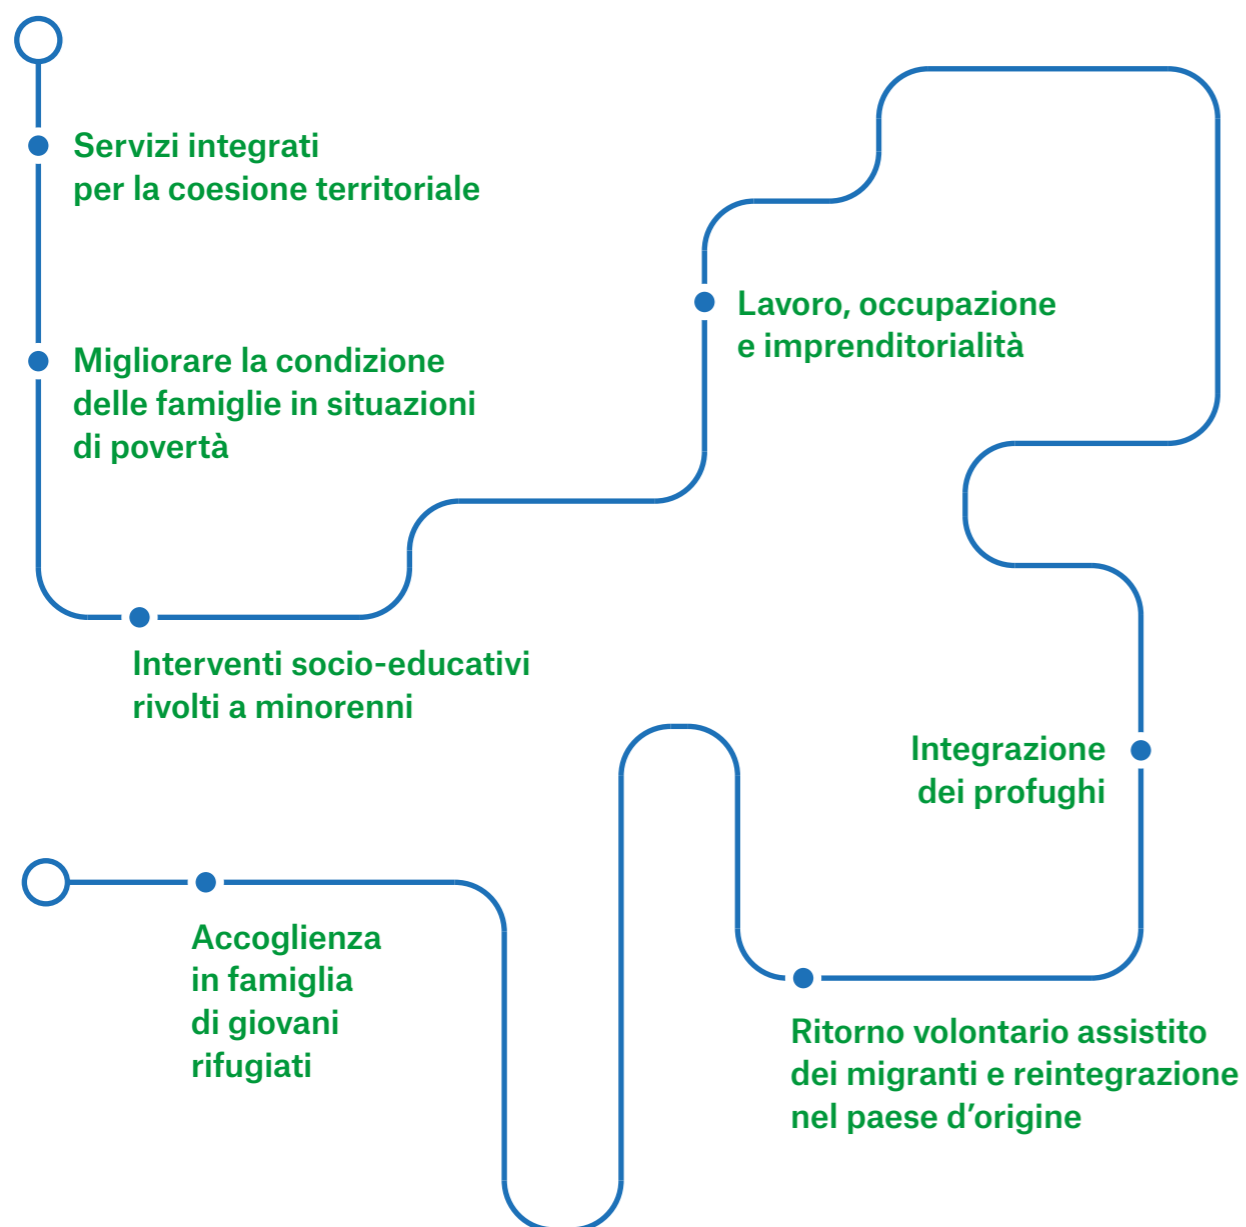 Servizi integrati
per la coesione territoriale
Migliorare la condizione
delle famiglie in situazioni
di povertà
Interventi socio-educativi
rivolti a minorenni
Lavoro, occupazione
e imprenditorialità
Integrazione
dei profughi
Ritorno volontario assistito
dei migranti e reintegrazione
nel paese d’origine
Accoglienza
in famiglia
di giovani
rifugiati